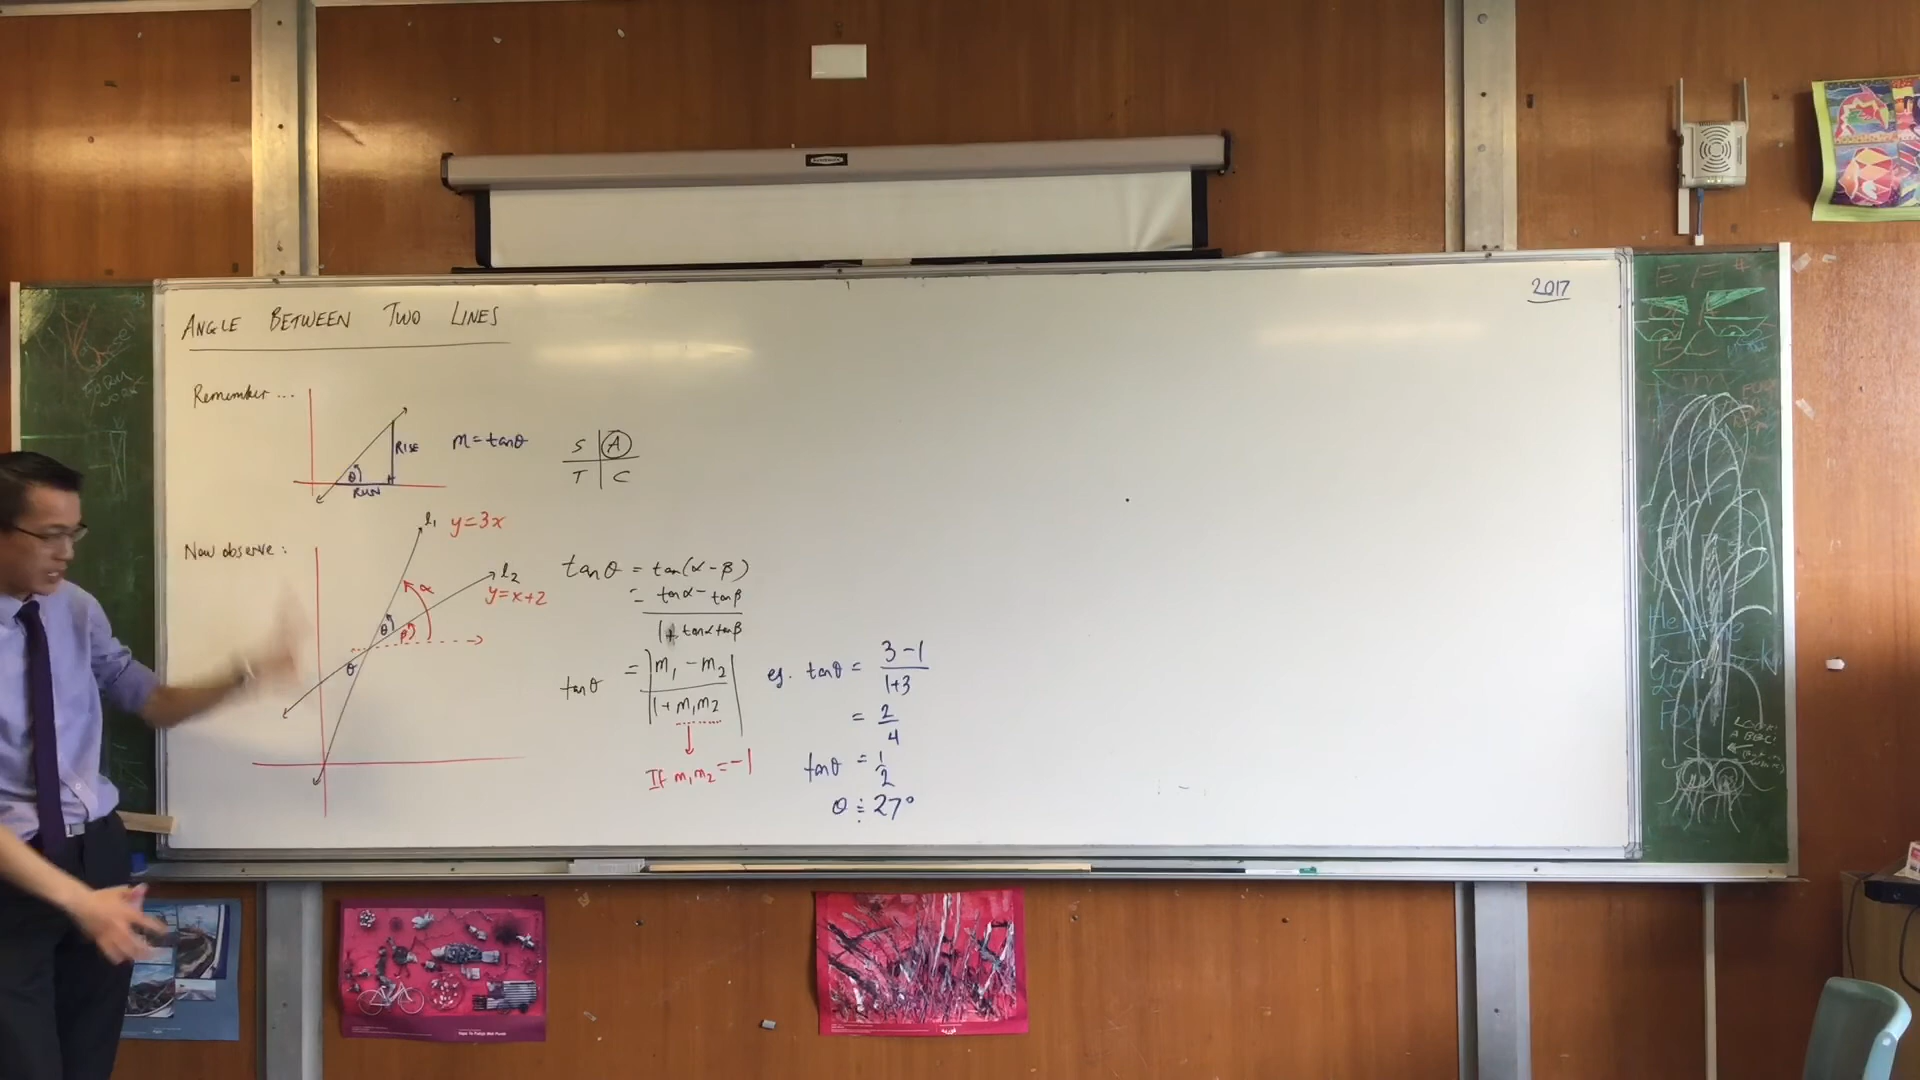 2017
ANGLE BETWEEN TWO LINES
Remember ...
RISE
θ
RUN
m = tanθ
S A
T C
Now observe:
l₁ y=3x
l₂
y=x+2
α
θ
β
θ
tanθ = tan(α - β)
= tanα - tanβ
1 + tanα tanβ
tanθ = |m₁ - m₂|
|1 + m₁m₂|
If m₁m₂ = -1
eg. tanθ = 3-1
1+3
= 2
4
tanθ = 1
2
θ ≑ 27°
LOOK!
A BBC!